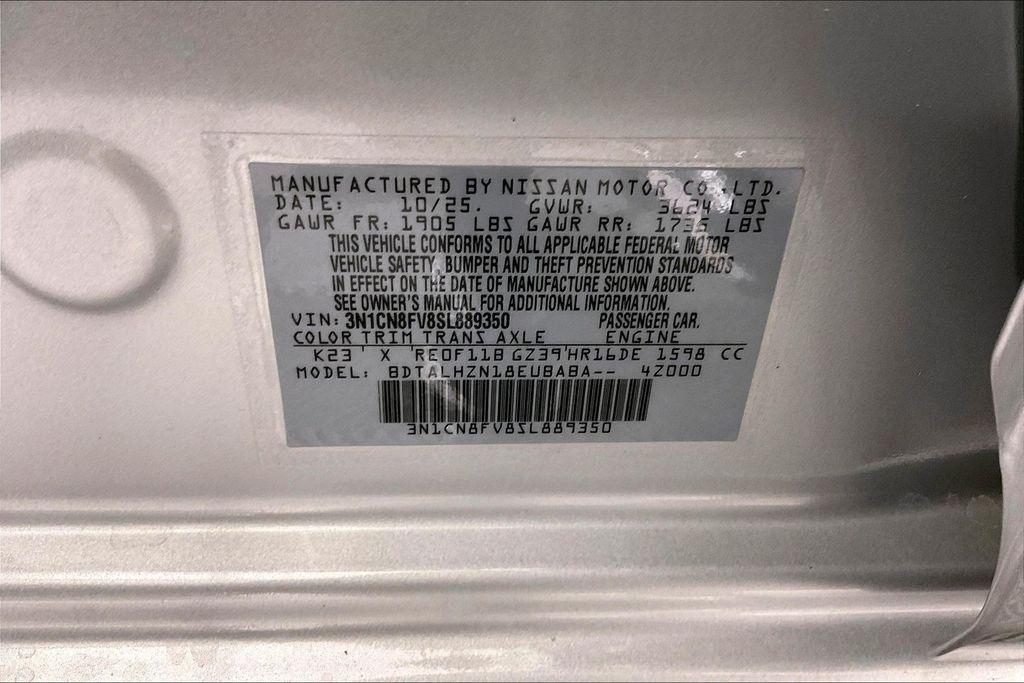 MANUFACTURED BY NISSAN MOTOR CO.,LTD.
DATE: 10/25. GVWR: 3624 LBS
GAWR FR: 1905 LBS GAWR RR: 1735 LBS
THIS VEHICLE CONFORMS TO ALL APPLICABLE FEDERAL MOTOR
VEHICLE SAFETY, BUMPER AND THEFT PREVENTION STANDARDS
IN EFFECT ON THE DATE OF MANUFACTURE SHOWN ABOVE.
SEE OWNER'S MANUAL FOR ADDITIONAL INFORMATION.
VIN: 3N1CN8FV8SL889350 PASSENGER CAR.
COLOR TRIM TRANS AXLE ENGINE
K23 X RE0F11B GZ39 HR16DE 1598 CC
MODEL: BDTALHZN18EUBABA-- 4Z000
3N1CN8FV8SL889350